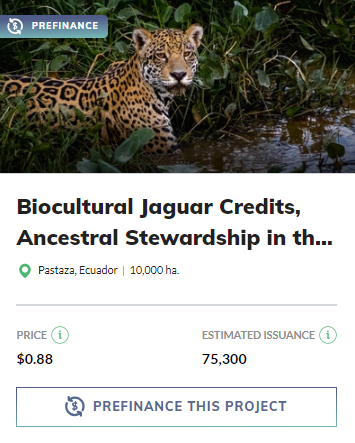 PREFINANCE
Biocultural Jaguar Credits,
Ancestral Stewardship in th...
Pastaza, Ecuador | 10,000 ha.
PRICE i ESTIMATED ISSUANCE i
$0.88 75,300
PREFINANCE THIS PROJECT